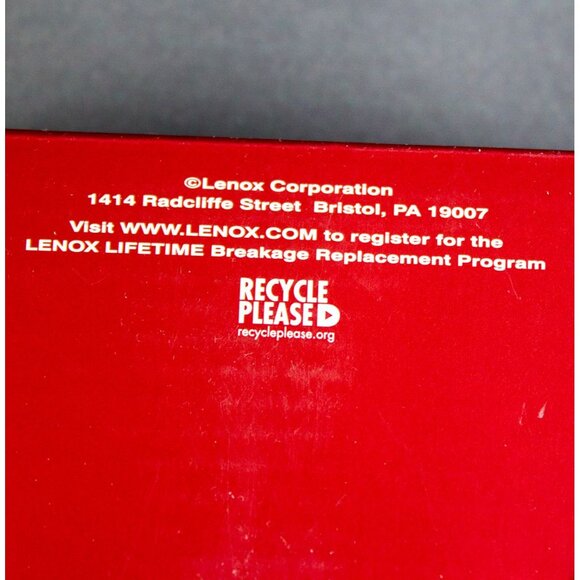 ©Lenox Corporation
1414 Radcliffe Street Bristol, PA 19007
Visit WWW.LENOX.COM to register for the
LENOX LIFETIME Breakage Replacement Program
RECYCLE
PLEASE
recycleplease.org